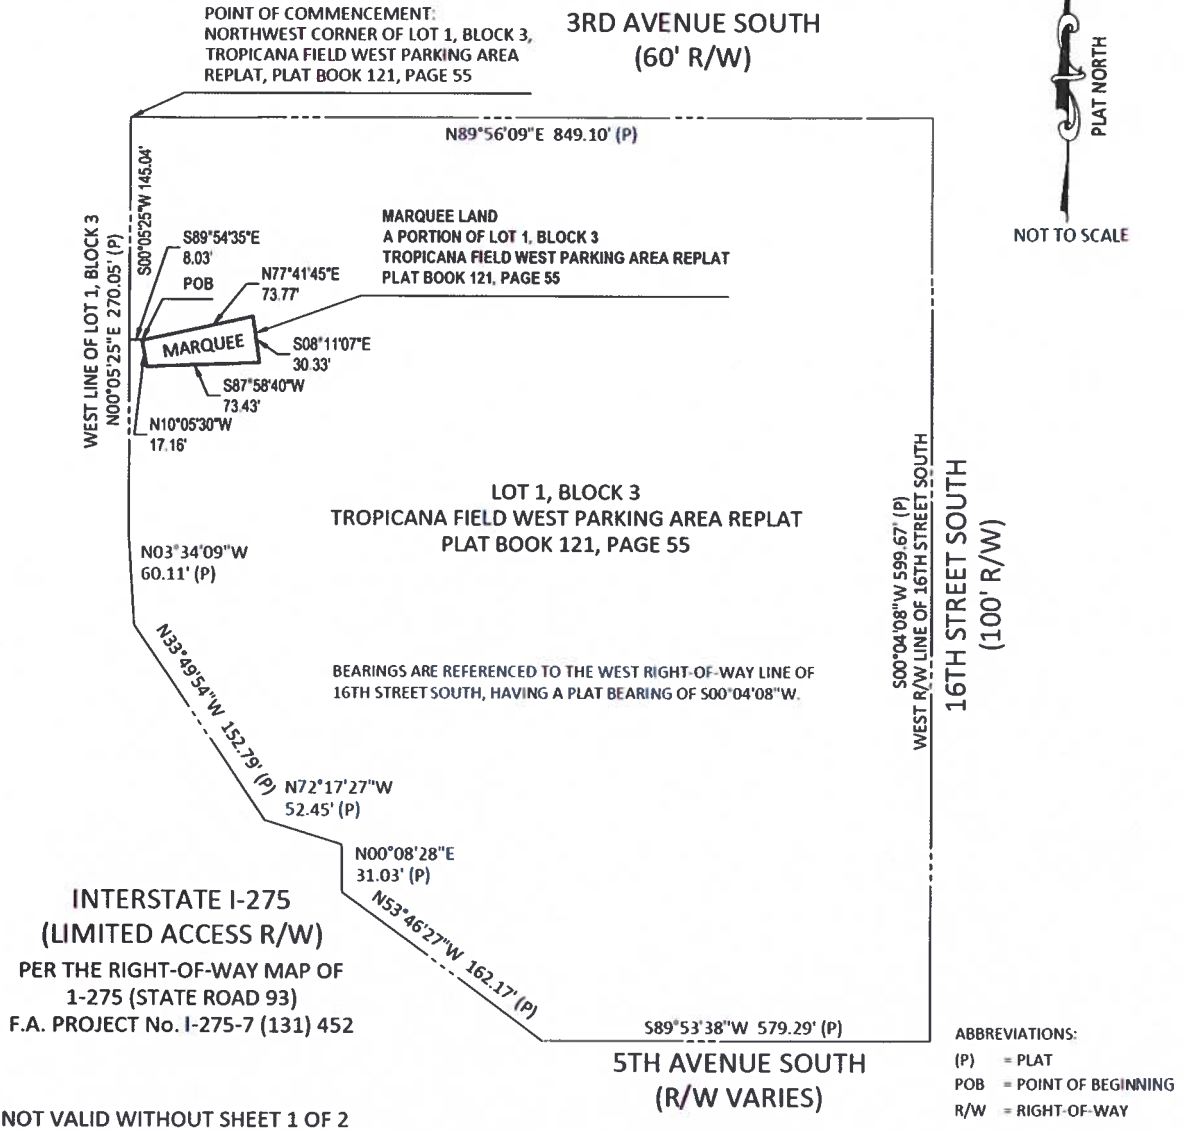 POINT OF COMMENCEMENT:
NORTHWEST CORNER OF LOT 1, BLOCK 3,
TROPICANA FIELD WEST PARKING AREA
REPLAT, PLAT BOOK 121, PAGE 55
3RD AVENUE SOUTH
(60' R/W)
PLAT NORTH
NOT TO SCALE
N89°56'09"E 849.10' (P)
WEST LINE OF LOT 1, BLOCK 3
N00°05'25"E 270.05' (P)
S00°05'25"W 145.04'
S89°54'35"E
8.03'
POB
N77°41'45"E
73.77'
MARQUEE LAND
A PORTION OF LOT 1, BLOCK 3
TROPICANA FIELD WEST PARKING AREA REPLAT
PLAT BOOK 121, PAGE 55
MARQUEE
S08°11'07"E
30.33'
S87°58'40"W
73.43'
N10°05'30"W
17.16'
LOT 1, BLOCK 3
TROPICANA FIELD WEST PARKING AREA REPLAT
PLAT BOOK 121, PAGE 55
S00°04'08"W 599.67' (P)
WEST R/W LINE OF 16TH STREET SOUTH
16TH STREET SOUTH
(100' R/W)
N03°34'09"W
60.11' (P)
N33°49'54"W 152.79' (P)
BEARINGS ARE REFERENCED TO THE WEST RIGHT-OF-WAY LINE OF
16TH STREET SOUTH, HAVING A PLAT BEARING OF S00°04'08"W.
N72°17'27"W
52.45' (P)
N00°08'28"E
31.03' (P)
N53°46'27"W 162.17' (P)
INTERSTATE I-275
(LIMITED ACCESS R/W)
PER THE RIGHT-OF-WAY MAP OF
1-275 (STATE ROAD 93)
F.A. PROJECT No. I-275-7 (131) 452
S89°53'38"W 579.29' (P)
5TH AVENUE SOUTH
(R/W VARIES)
ABBREVIATIONS:
(P) = PLAT
POB = POINT OF BEGINNING
R/W = RIGHT-OF-WAY
NOT VALID WITHOUT SHEET 1 OF 2